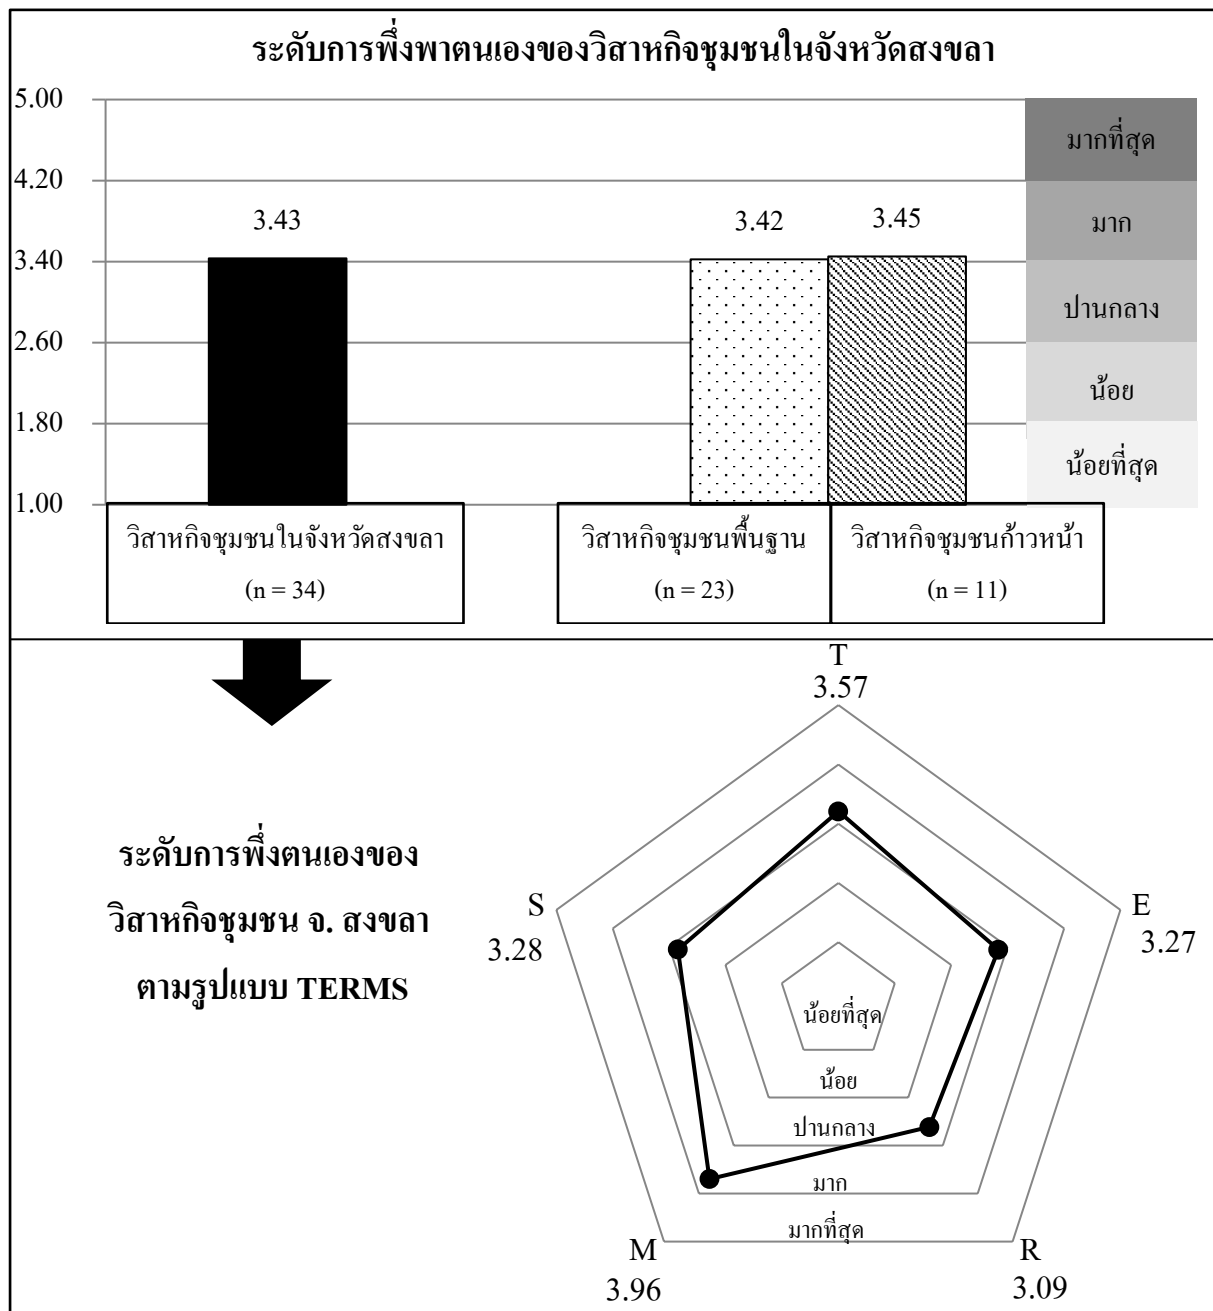 ระดับการพึ่งพาตนเองของวิสาหกิจชุมชนในจังหวัดสงขลา
5.00
มากที่สุด
4.20
3.43
3.42
3.45
มาก
3.40
ปานกลาง
2.60
น้อย
1.80
น้อยที่สุด
1.00
วิสาหกิจชุมชนในจังหวัดสงขลา
(n = 34)
วิสาหกิจชุมชนพื้นฐาน
(n = 23)
วิสาหกิจชุมชนก้าวหน้า
(n = 11)
ระดับการพึ่งตนเองของ
วิสาหกิจชุมชน จ. สงขลา
ตามรูปแบบ TERMS
T
3.57
S
3.28
E
3.27
น้อยที่สุด
น้อย
ปานกลาง
มาก
มากที่สุด
M
3.96
R
3.09